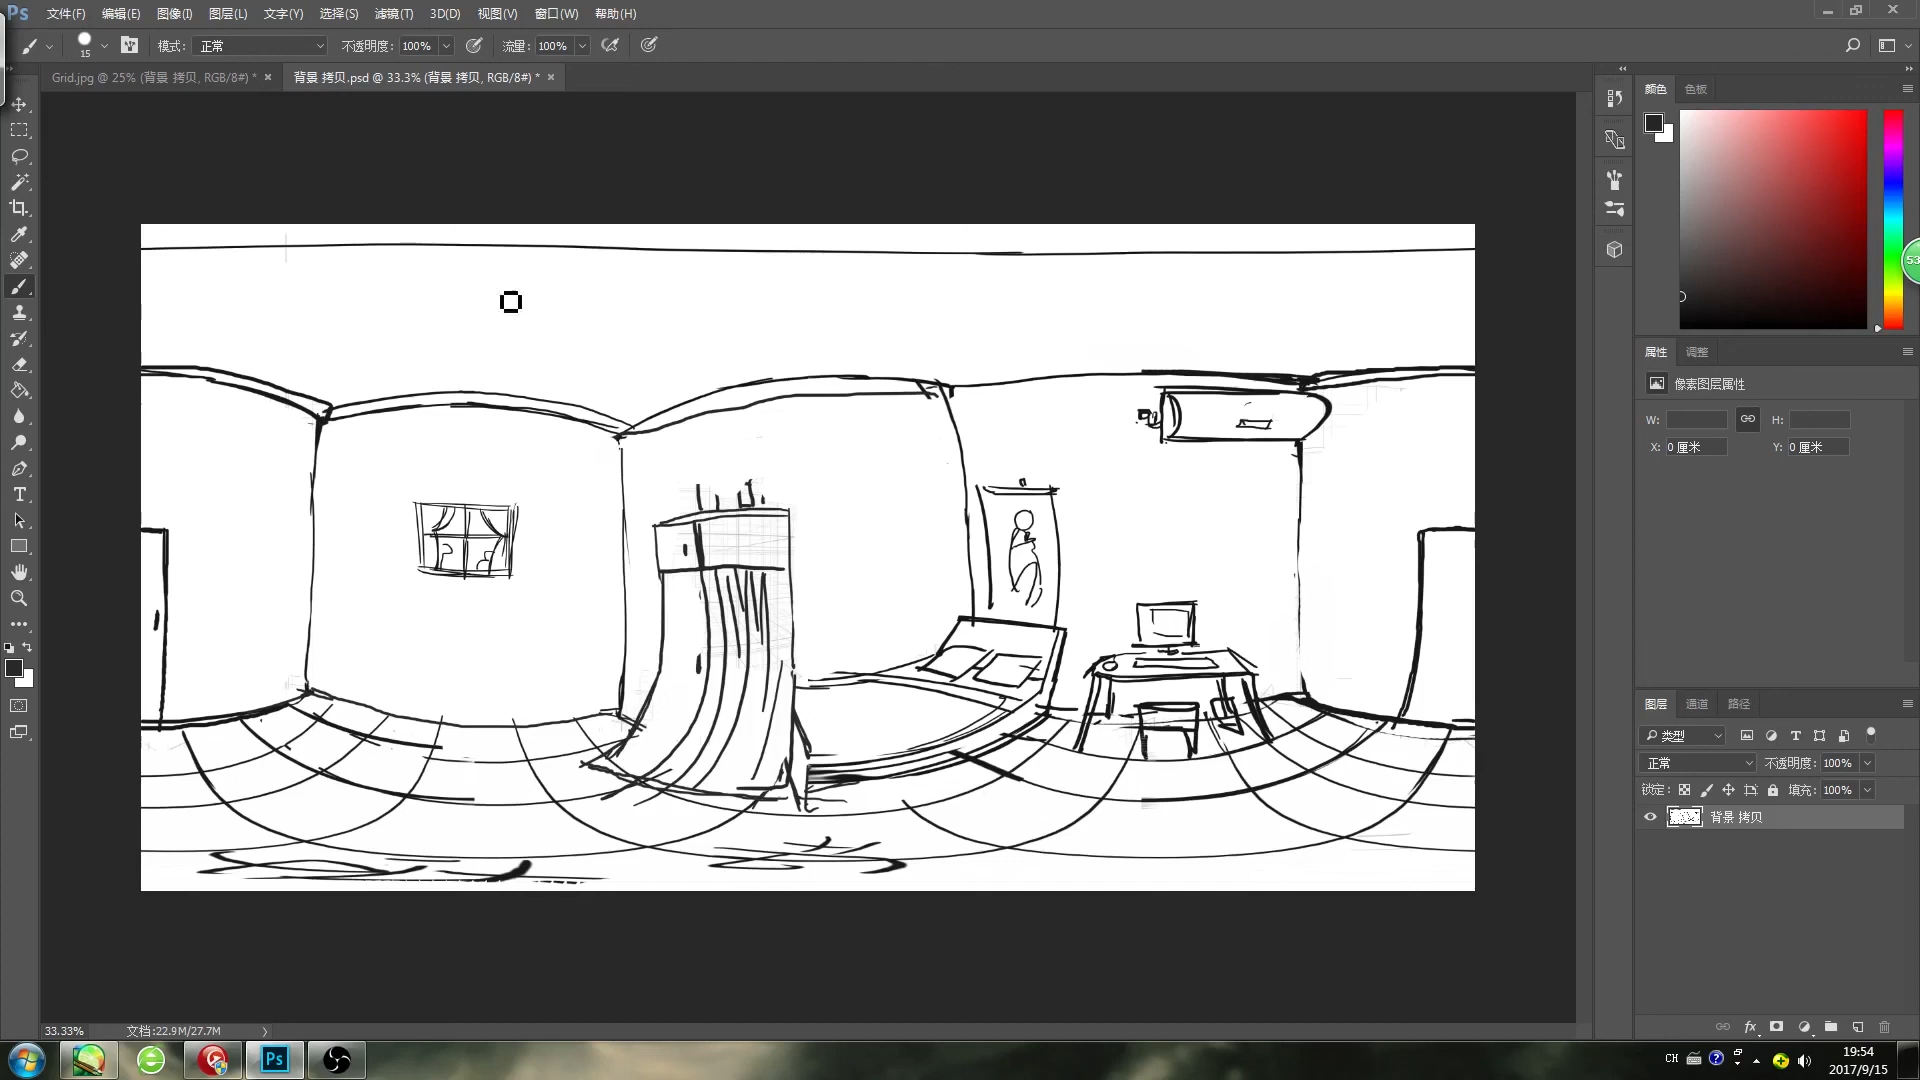 Ps 文件(F) 编辑(E) 图像(I) 图层(L) 文字(Y) 选择(S) 滤镜(T) 3D(D) 视图(V) 窗口(W) 帮助(H)
15 模式: 正常 不透明度: 100% 流量: 100%
Grid.jpg @ 25% (背景 拷贝, RGB/8#) * × 背景 拷贝.psd @ 33.3% (背景 拷贝, RGB/8#) * ×
颜色 色板
53
属性 调整
像素图层属性
W: H:
X: 0 厘米 Y: 0 厘米
图层 通道 路径
类型
正常 不透明度: 100%
锁定: 填充: 100%
背景 拷贝
fx
33.33% 文档:22.9M/27.7M
Ps
CH
19:54
2017/9/15